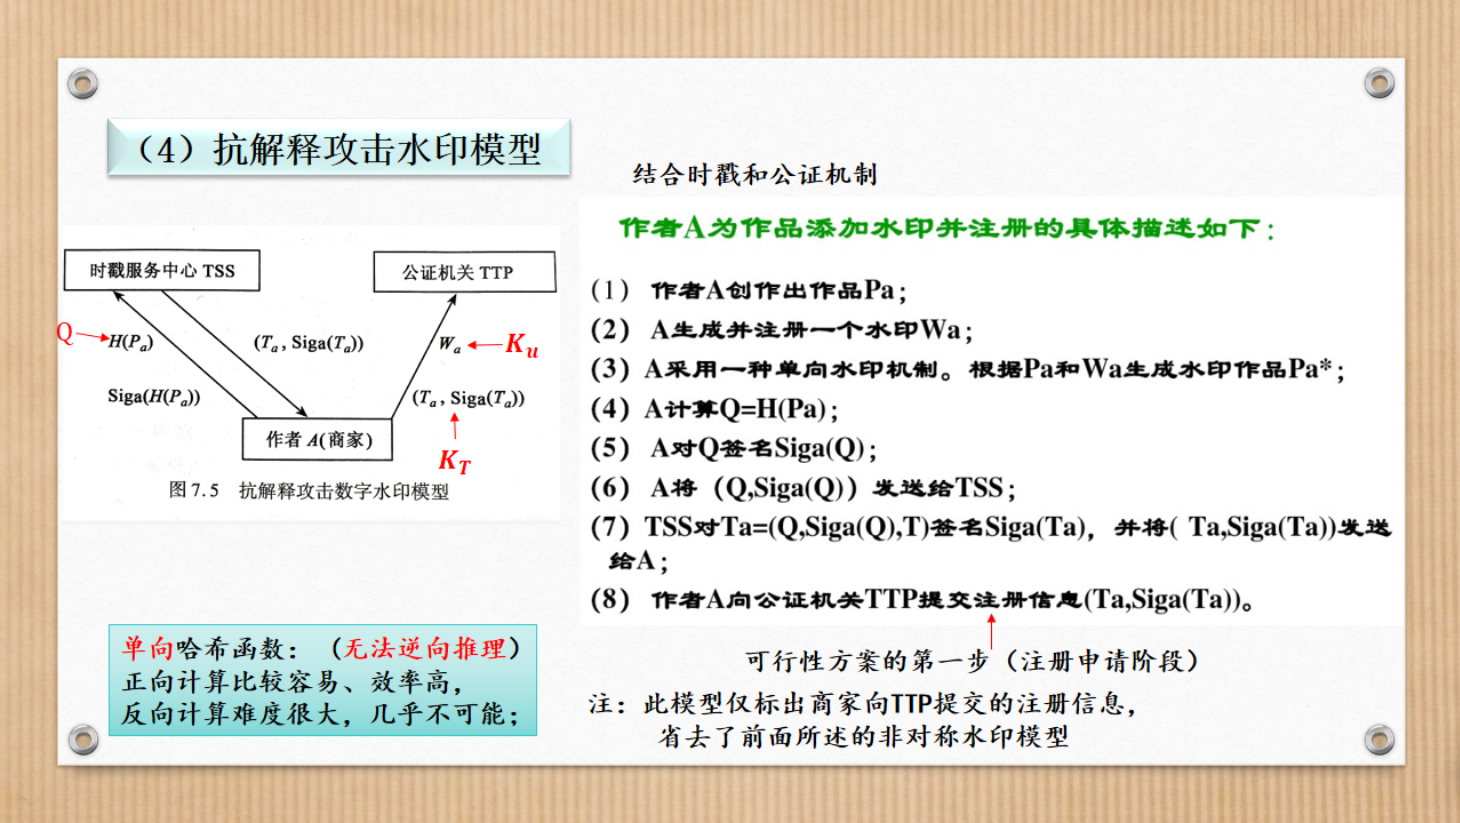 （4）抗解释攻击水印模型
结合时戳和公证机制
作者A为作品添加水印并注册的具体描述如下：
时戳服务中心 TSS
公证机关 TTP
Q
H(Pa)
(Ta, Siga(Ta))
Wa
Ku
Siga(H(Pa))
(Ta, Siga(Ta))
作者 A(商家)
KT
图 7.5 抗解释攻击数字水印模型
(1) 作者A创作出作品Pa；
(2) A生成并注册一个水印Wa；
(3) A采用一种单向水印机制。根据Pa和Wa生成水印作品Pa*；
(4) A计算Q=H(Pa)；
(5) A对Q签名Siga(Q)；
(6) A将（Q,Siga(Q)）发送给TSS；
(7) TSS对Ta=(Q,Siga(Q),T)签名Siga(Ta)，并将( Ta,Siga(Ta))发送
给A；
(8) 作者A向公证机关TTP提交注册信息(Ta,Siga(Ta))。
单向哈希函数：（无法逆向推理）
正向计算比较容易、效率高，
反向计算难度很大，几乎不可能；
可行性方案的第一步（注册申请阶段）
注：此模型仅标出商家向TTP提交的注册信息，
省去了前面所述的非对称水印模型